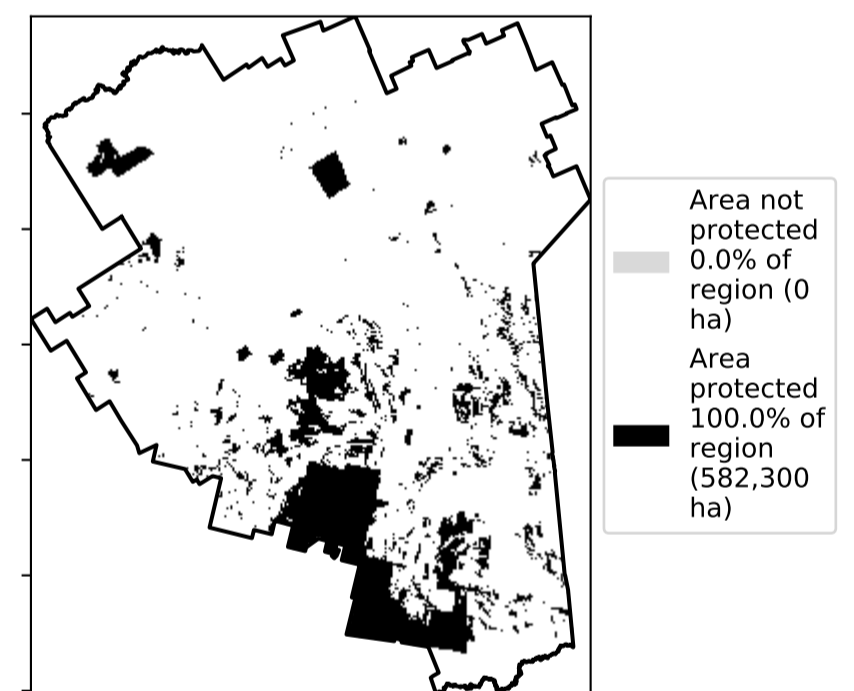 Area not
protected
0.0% of
region (0
ha)
Area
protected
100.0% of
region
(582,300
ha)